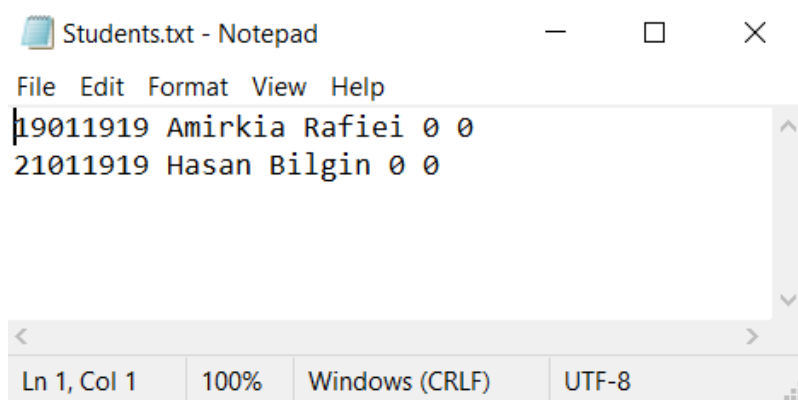 Students.txt - Notepad
File Edit Format View Help
19011919 Amirkia Rafiei 0 0
21011919 Hasan Bilgin 0 0
Ln 1, Col 1 100% Windows (CRLF) UTF-8